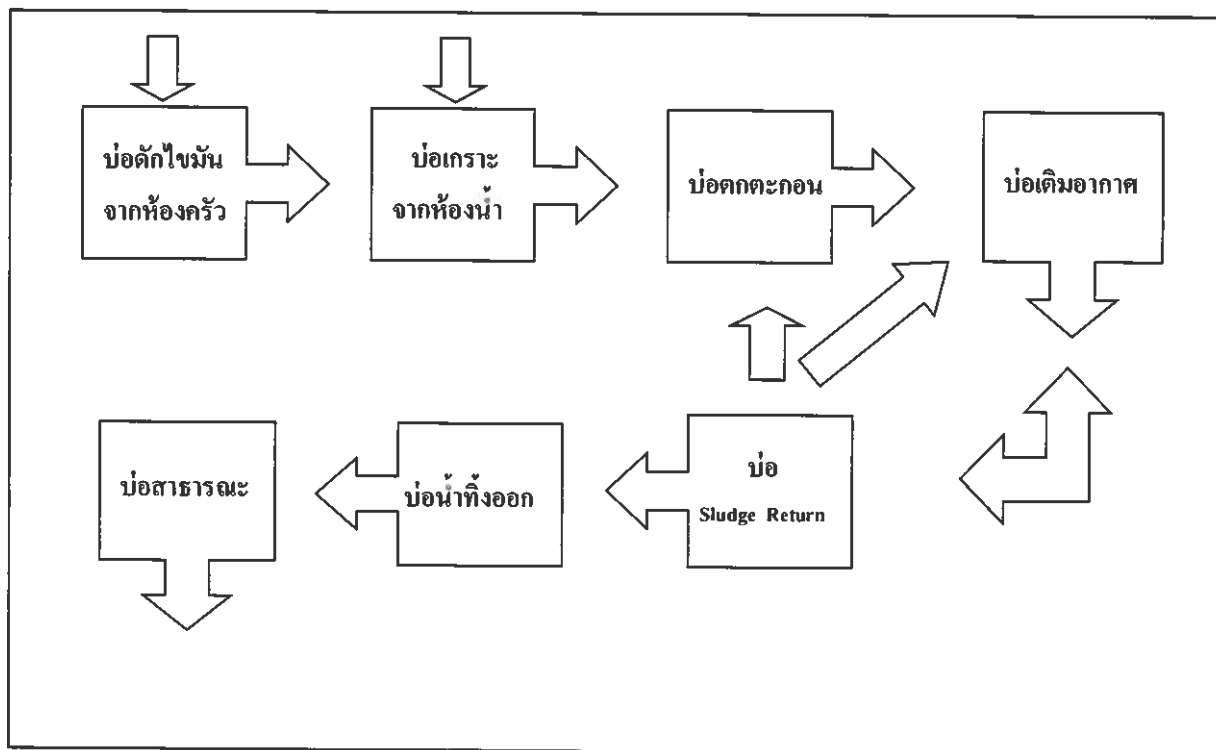 บ่อดักไขมัน
จากห้องครัว
บ่อเกราะ
จากห้องน้ำ
บ่อตกตะกอน
บ่อเติมอากาศ
บ่อสาธารณะ
บ่อน้ำทิ้งออก
บ่อ
Sludge Return